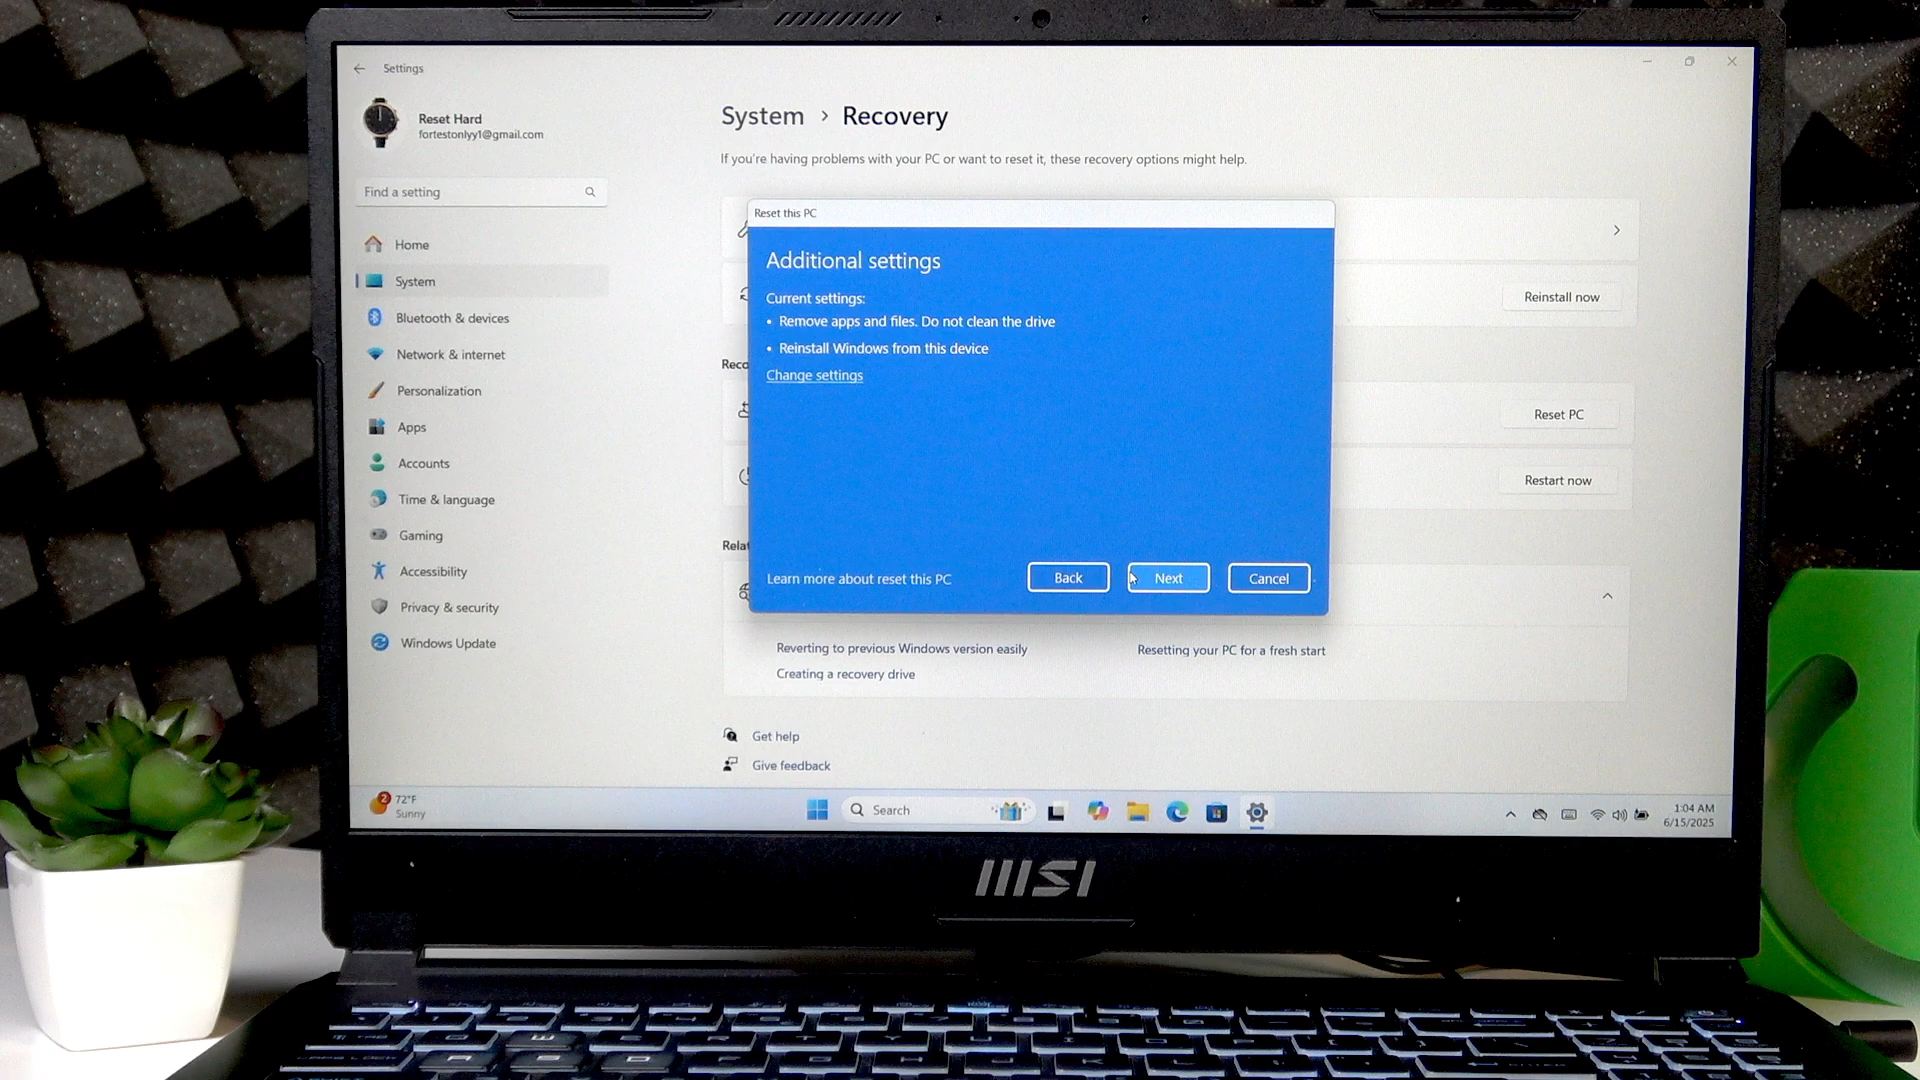 Settings
Reset Hard
fortestonlyy1@gmail.com
Find a setting
Home
System
Bluetooth & devices
Network & internet
Personalization
Apps
Accounts
Time & language
Gaming
Accessibility
Privacy & security
Windows Update
System › Recovery
If you're having problems with your PC or want to reset it, these recovery options might help.
Reinstall now
Reco
Reset PC
Restart now
Rela
Reset this PC
Additional settings
Current settings:
• Remove apps and files. Do not clean the drive
• Reinstall Windows from this device
Change settings
Learn more about reset this PC
Back
Next
Cancel
Reverting to previous Windows version easily
Resetting your PC for a fresh start
Creating a recovery drive
Get help
Give feedback
2
72°F
Sunny
Search
1:04 AM
6/15/2025
msi